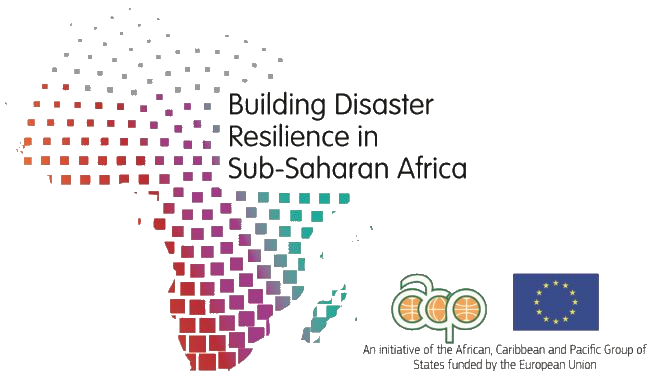 Building Disaster
Resilience in
Sub-Saharan Africa
acp
An initiative of the African, Caribbean and Pacific Group of
States funded by the European Union